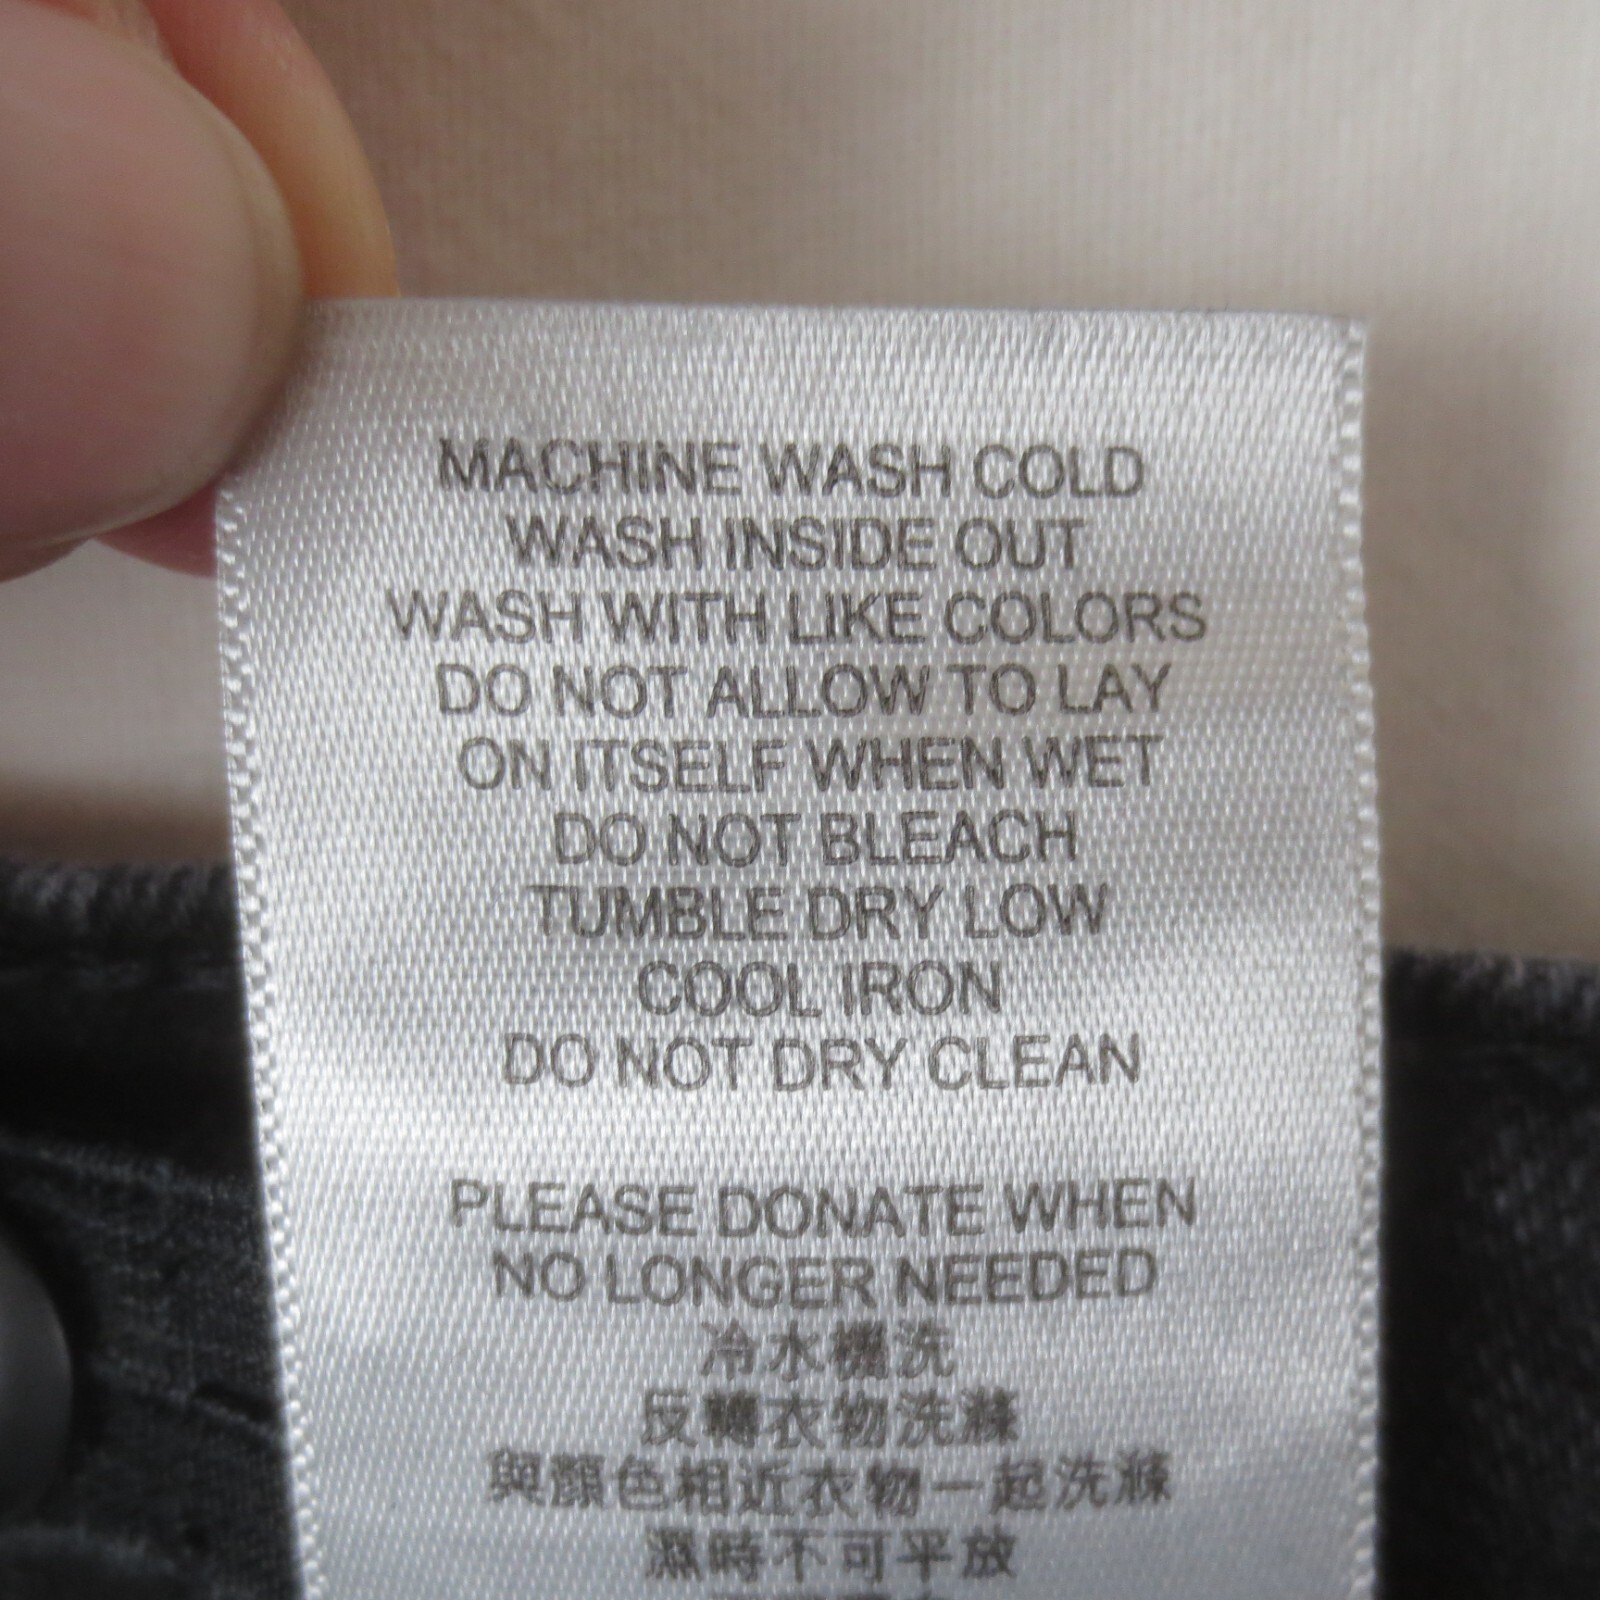 MACHINE WASH COLD
WASH INSIDE OUT
WASH WITH LIKE COLORS
DO NOT ALLOW TO LAY
ON ITSELF WHEN WET
DO NOT BLEACH
TUMBLE DRY LOW
COOL IRON
DO NOT DRY CLEAN
PLEASE DONATE WHEN
NO LONGER NEEDED
冷水機洗
反轉衣物洗滌
與顏色相近衣物一起洗滌
濕時不可平放